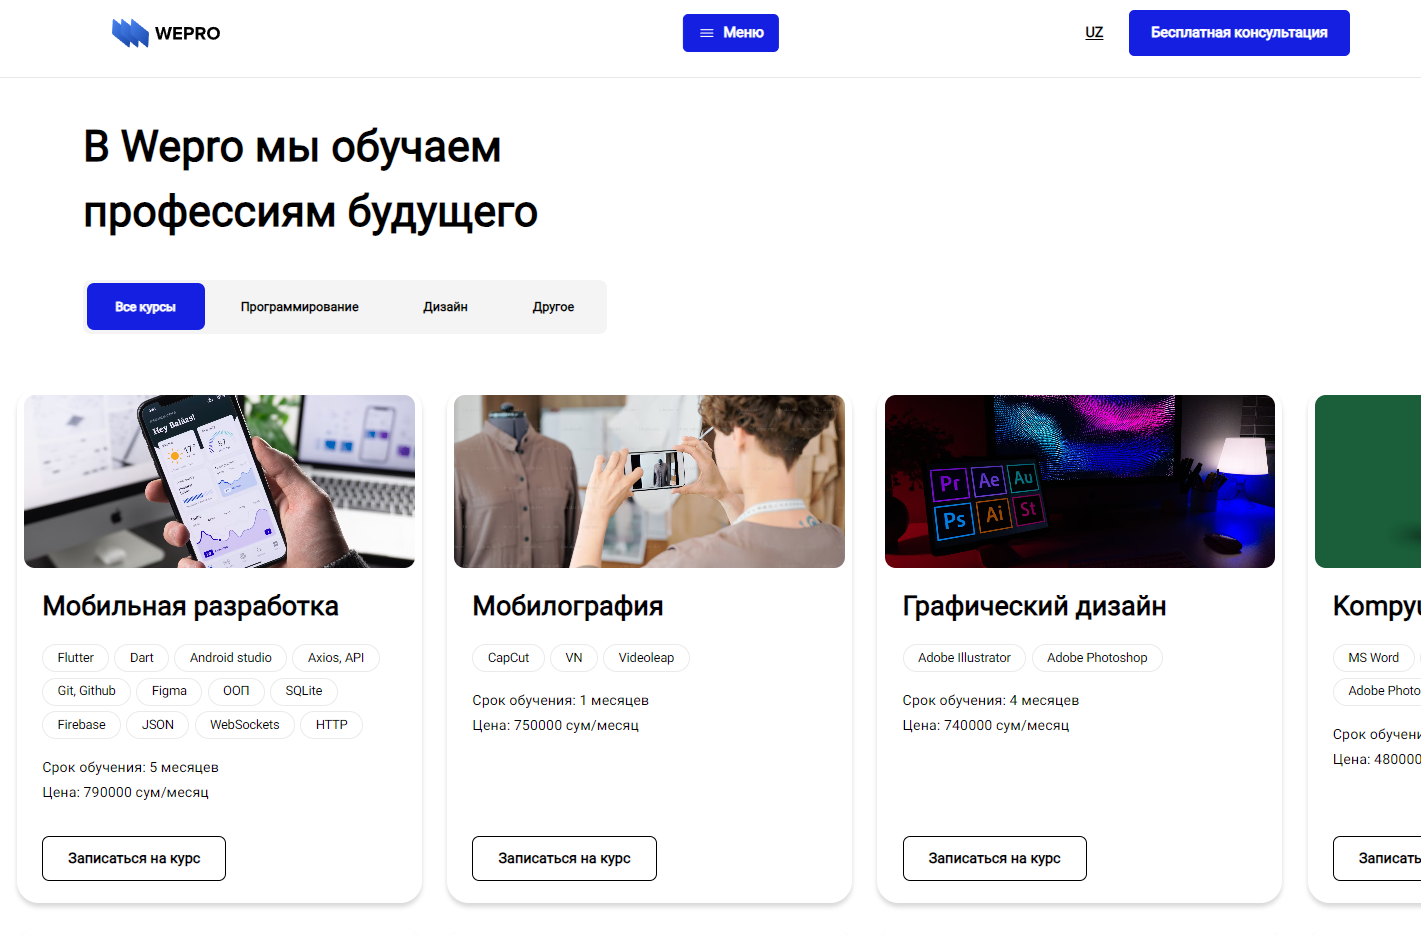 WEPRO
Меню
UZ
Бесплатная консультация
В Wepro мы обучаем
профессиям будущего
Все курсы
Программирование
Дизайн
Другое
Hey Balázs!
Pr Ae Au
Ps Ai St
Мобильная разработка
Flutter Dart Android studio Axios, API
Git, Github Figma ООП SQLite
Firebase JSON WebSockets HTTP
Срок обучения: 5 месяцев
Цена: 790000 сум/месяц
Записаться на курс
Мобилография
CapCut VN Videoleap
Срок обучения: 1 месяцев
Цена: 750000 сум/месяц
Записаться на курс
Графический дизайн
Adobe Illustrator Adobe Photoshop
Срок обучения: 4 месяцев
Цена: 740000 сум/месяц
Записаться на курс
Kompyu
MS Word
Adobe Photo
Срок обучени
Цена: 480000
Записать